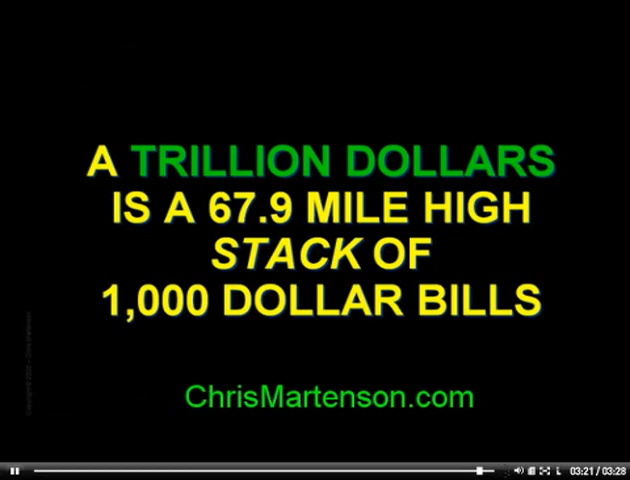 A TRILLION DOLLARS
IS A 67.9 MILE HIGH
STACK OF
1,000 DOLLAR BILLS
ChrisMartenson.com
03:21 / 03:28